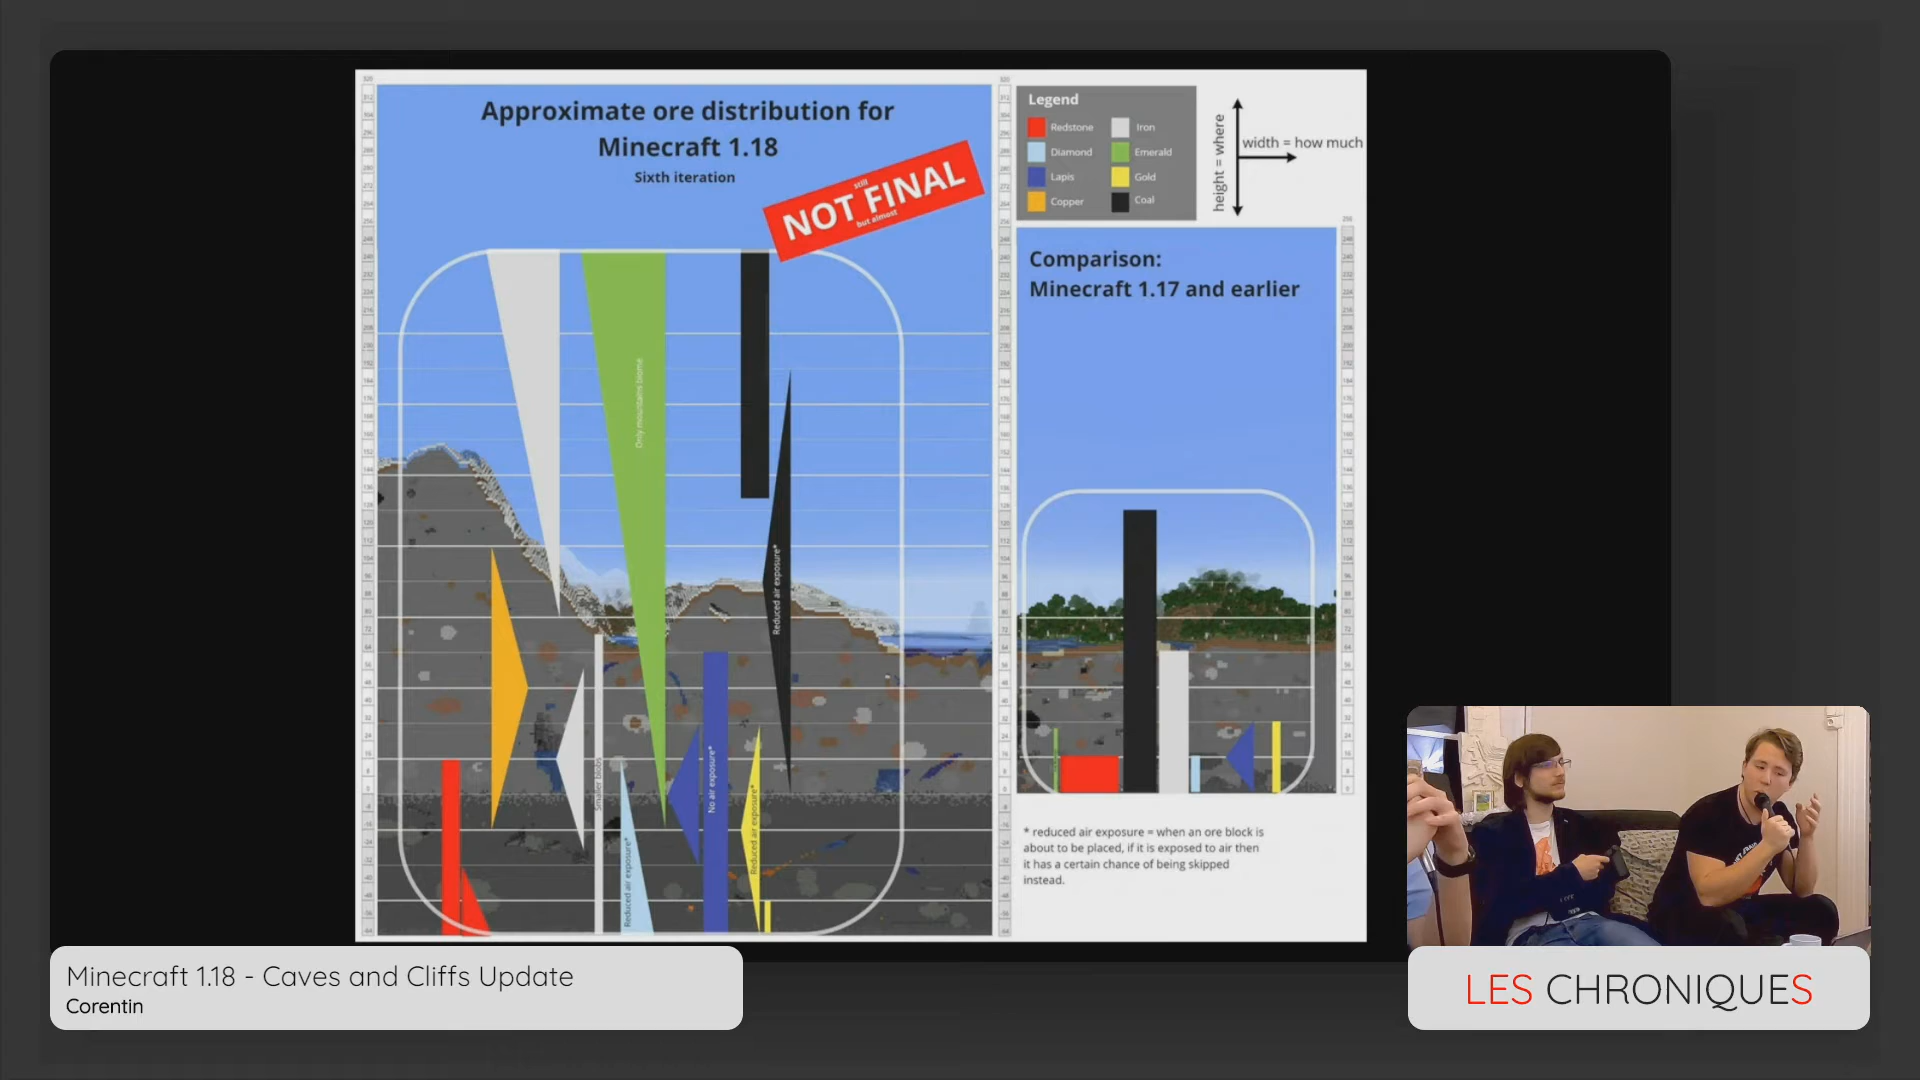 Approximate ore distribution for
Minecraft 1.18
Sixth iteration
still
NOT FINAL
but almost
Only mountains biome
Reduced air exposure*
Smaller blobs
Reduced air exposure*
No air exposure*
Reduced air exposure*
Legend
Redstone
Iron
Diamond
Emerald
Lapis
Gold
Copper
Coal
height = where
width = how much
Comparison:
Minecraft 1.17 and earlier
* reduced air exposure = when an ore block is
about to be placed, if it is exposed to air then
it has a certain chance of being skipped
instead.
Minecraft 1.18 - Caves and Cliffs Update
Corentin
LES CHRONIQUES